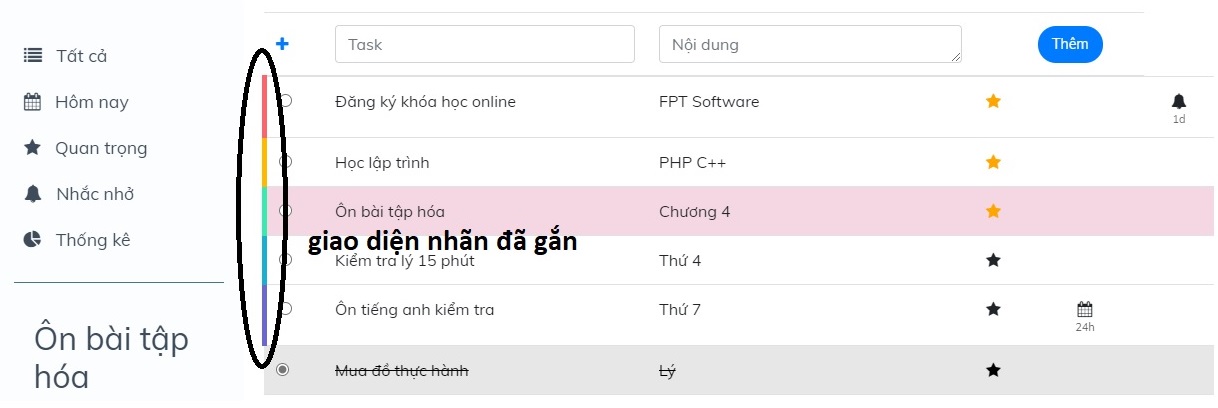 Tất cả
Hôm nay
Quan trọng
Nhắc nhở
Thống kê
Ôn bài tập
hóa
Task Nội dung Thêm
Đăng ký khóa học online FPT Software
1d
Học lập trình PHP C++
Ôn bài tập hóa Chương 4
giao diện nhãn đã gắn
Kiểm tra lý 15 phút Thứ 4
Ôn tiếng anh kiểm tra Thứ 7
24h
Mua đồ thực hành Lý